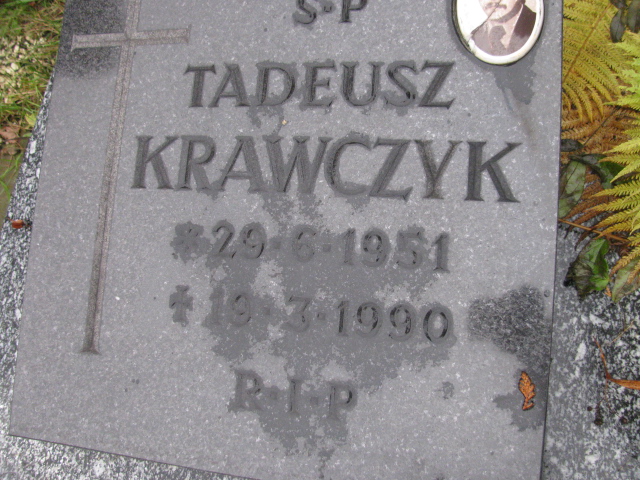 Ś·P
TADEUSZ
KRAWCZYK
* 29·6·1951
✝ 19·3·1990
R·I·P